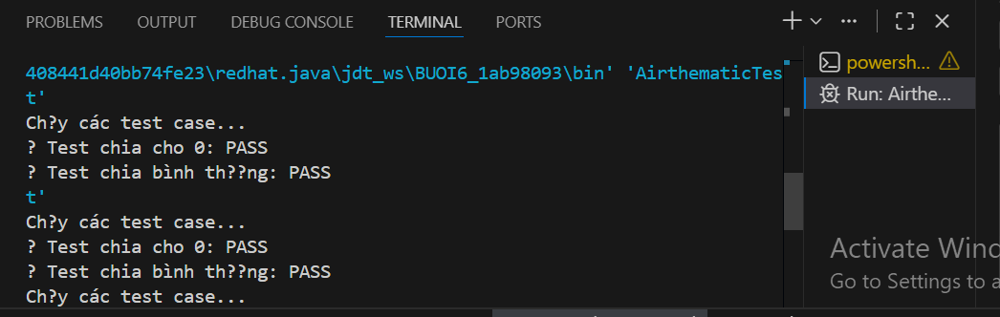 PROBLEMS OUTPUT DEBUG CONSOLE TERMINAL PORTS
408441d40bb74fe23\redhat.java\jdt_ws\BUOI6_1ab98093\bin' 'AirthematicTes
t'
Ch?y các test case...
? Test chia cho 0: PASS
? Test chia bình th??ng: PASS
t'
Ch?y các test case...
? Test chia cho 0: PASS
? Test chia bình th??ng: PASS
Ch?y các test case...
powersh...
Run: Airthe...
Activate Wind
Go to Settings to a